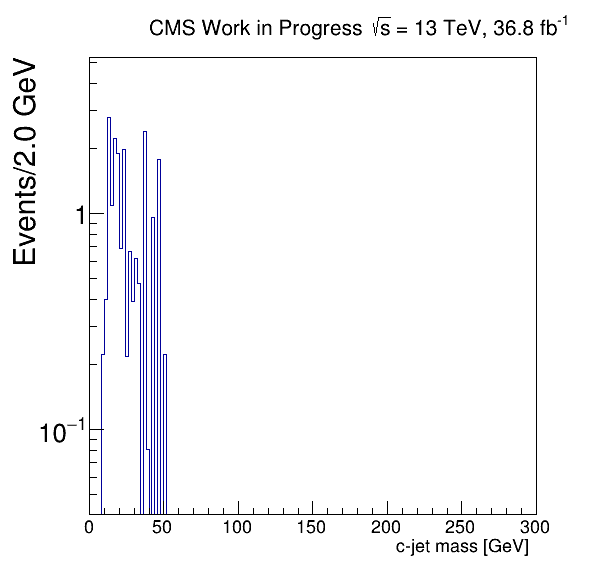 CMS Work in Progress √s = 13 TeV, 36.8 fb⁻¹
Events/2.0 GeV
1
10⁻¹
0 50 100 150 200 250 300
c-jet mass [GeV]